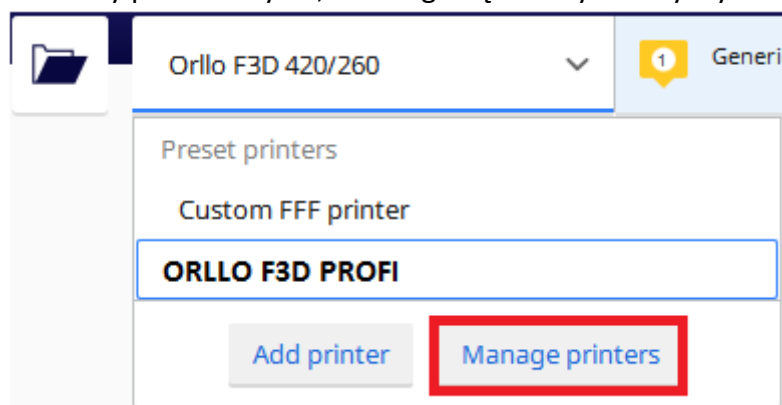 Orllo F3D 420/260
1
Generi
Preset printers
Custom FFF printer
ORLLO F3D PROFI
Add printer
Manage printers